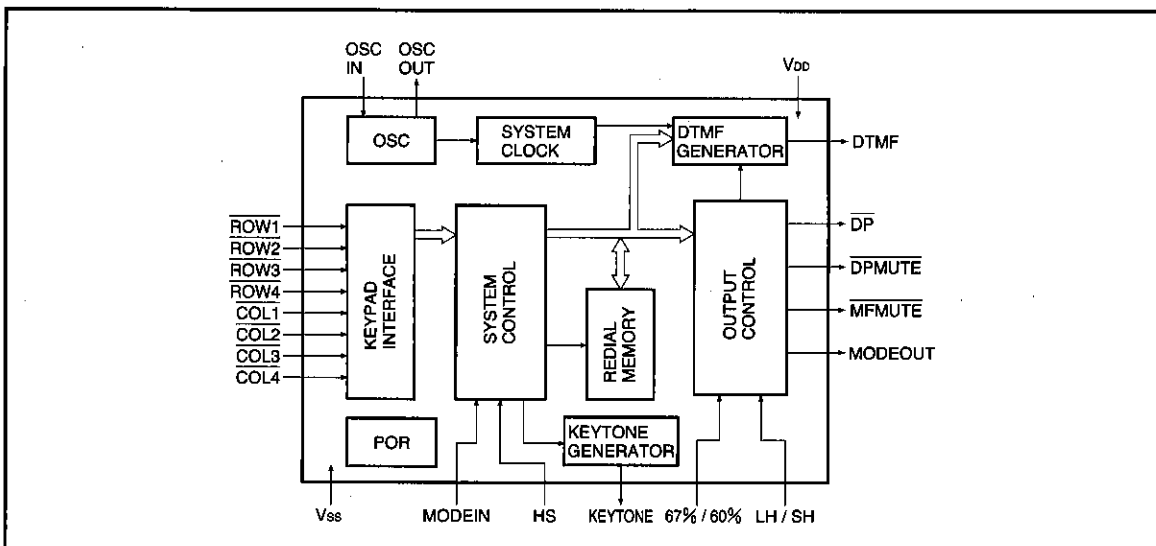 OSC
IN
OSC
OUT
VDD
OSC
SYSTEM
CLOCK
DTMF
GENERATOR
DTMF
ROW1
ROW2
ROW3
ROW4
COL1
COL2
COL3
COL4
KEYPAD
INTERFACE
SYSTEM
CONTROL
REDIAL
MEMORY
OUTPUT
CONTROL
DP
DPMUTE
MFMUTE
MODEOUT
POR
KEYTONE
GENERATOR
VSS
MODEIN
HS
KEYTONE
67% / 60%
LH / SH